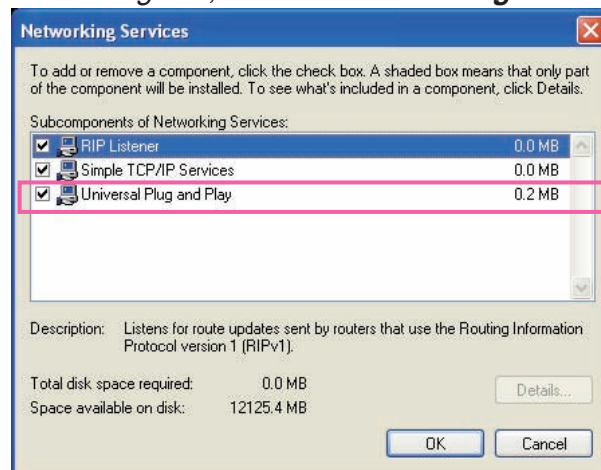 Networking Services
To add or remove a component, click the check box. A shaded box means that only part
of the component will be installed. To see what's included in a component, click Details.
Subcomponents of Networking Services:
RIP Listener 0.0 MB
Simple TCP/IP Services 0.0 MB
Universal Plug and Play 0.2 MB
Description: Listens for route updates sent by routers that use the Routing Information
Protocol version 1 (RIPv1).
Total disk space required: 0.0 MB
Details...
Space available on disk: 12125.4 MB
OK Cancel